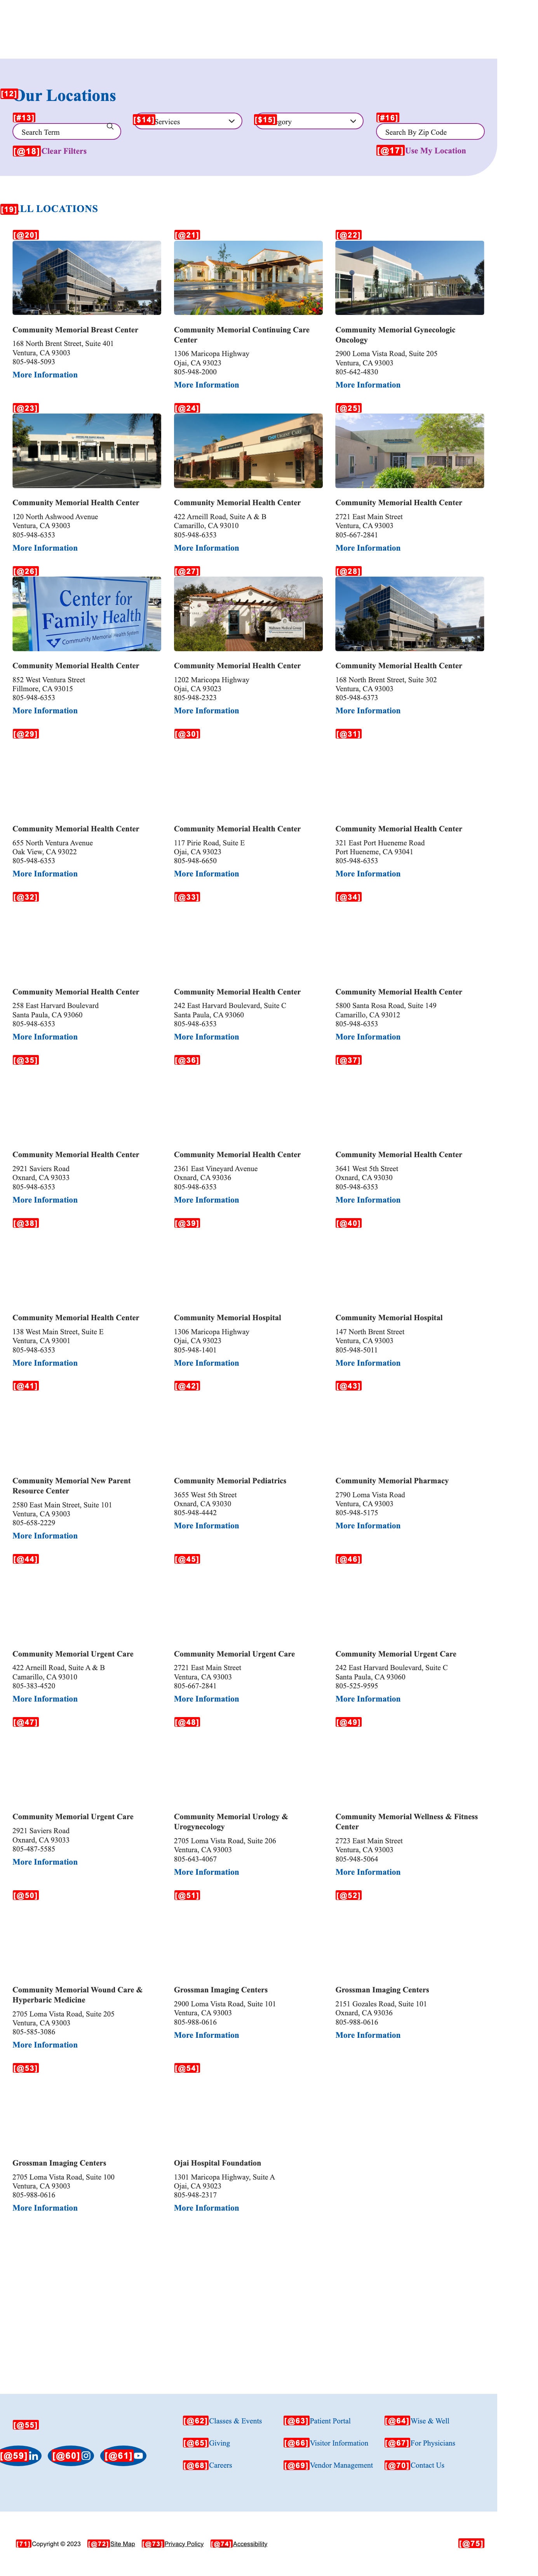 [12] Our Locations
[#13]
[$14] Services
[$15] gory
[#16]
Search Term
Search By Zip Code
[@18] Clear Filters
[@17] Use My Location
[19] LL LOCATIONS
[@20]
Community Memorial Breast Center
168 North Brent Street, Suite 401
Ventura, CA 93003
805-948-5093
More Information
[@21]
Community Memorial Continuing Care
Center
1306 Maricopa Highway
Ojai, CA 93023
805-948-2000
More Information
[@22]
Community Memorial Gynecologic
Oncology
2900 Loma Vista Road, Suite 205
Ventura, CA 93003
805-642-4830
More Information
[@23]
Community Memorial Health Center
120 North Ashwood Avenue
Ventura, CA 93003
805-948-6353
More Information
[@24]
Community Memorial Health Center
422 Arneill Road, Suite A & B
Camarillo, CA 93010
805-948-6353
More Information
[@25]
Community Memorial Health Center
2721 East Main Street
Ventura, CA 93003
805-667-2841
More Information
[@26]
Center for
Family Health
Community Memorial Health System
Community Memorial Health Center
852 West Ventura Street
Fillmore, CA 93015
805-948-6353
More Information
[@27]
Community Memorial Health Center
1202 Maricopa Highway
Ojai, CA 93023
805-948-2323
More Information
[@28]
Community Memorial Health Center
168 North Brent Street, Suite 302
Ventura, CA 93003
805-948-6373
More Information
[@29]
Community Memorial Health Center
655 North Ventura Avenue
Oak View, CA 93022
805-948-6353
More Information
[@30]
Community Memorial Health Center
117 Pirie Road, Suite E
Ojai, CA 93023
805-948-6650
More Information
[@31]
Community Memorial Health Center
321 East Port Hueneme Road
Port Hueneme, CA 93041
805-948-6353
More Information
[@32]
Community Memorial Health Center
258 East Harvard Boulevard
Santa Paula, CA 93060
805-948-6353
More Information
[@33]
Community Memorial Health Center
242 East Harvard Boulevard, Suite C
Santa Paula, CA 93060
805-948-6353
More Information
[@34]
Community Memorial Health Center
5800 Santa Rosa Road, Suite 149
Camarillo, CA 93012
805-948-6353
More Information
[@35]
Community Memorial Health Center
2921 Saviers Road
Oxnard, CA 93033
805-948-6353
More Information
[@36]
Community Memorial Health Center
2361 East Vineyard Avenue
Oxnard, CA 93036
805-948-6353
More Information
[@37]
Community Memorial Health Center
3641 West 5th Street
Oxnard, CA 93030
805-948-6353
More Information
[@38]
Community Memorial Health Center
138 West Main Street, Suite E
Ventura, CA 93001
805-948-6353
More Information
[@39]
Community Memorial Hospital
1306 Maricopa Highway
Ojai, CA 93023
805-948-1401
More Information
[@40]
Community Memorial Hospital
147 North Brent Street
Ventura, CA 93003
805-948-5011
More Information
[@41]
Community Memorial New Parent
Resource Center
2580 East Main Street, Suite 101
Ventura, CA 93003
805-658-2229
More Information
[@42]
Community Memorial Pediatrics
3655 West 5th Street
Oxnard, CA 93030
805-948-4442
More Information
[@43]
Community Memorial Pharmacy
2790 Loma Vista Road
Ventura, CA 93003
805-948-5175
More Information
[@44]
Community Memorial Urgent Care
422 Arneill Road, Suite A & B
Camarillo, CA 93010
805-383-4520
More Information
[@45]
Community Memorial Urgent Care
2721 East Main Street
Ventura, CA 93003
805-667-2841
More Information
[@46]
Community Memorial Urgent Care
242 East Harvard Boulevard, Suite C
Santa Paula, CA 93060
805-525-9595
More Information
[@47]
Community Memorial Urgent Care
2921 Saviers Road
Oxnard, CA 93033
805-487-5585
More Information
[@48]
Community Memorial Urology &
Urogynecology
2705 Loma Vista Road, Suite 206
Ventura, CA 93003
805-643-4067
More Information
[@49]
Community Memorial Wellness & Fitness
Center
2723 East Main Street
Ventura, CA 93003
805-948-5064
More Information
[@50]
Community Memorial Wound Care &
Hyperbaric Medicine
2705 Loma Vista Road, Suite 205
Ventura, CA 93003
805-585-3086
More Information
[@51]
Grossman Imaging Centers
2900 Loma Vista Road, Suite 101
Ventura, CA 93003
805-988-0616
More Information
[@52]
Grossman Imaging Centers
2151 Gozales Road, Suite 101
Oxnard, CA 93036
805-988-0616
More Information
[@53]
Grossman Imaging Centers
2705 Loma Vista Road, Suite 100
Ventura, CA 93003
805-988-0616
More Information
[@54]
Ojai Hospital Foundation
1301 Maricopa Highway, Suite A
Ojai, CA 93023
805-948-2317
More Information
[@55]
[@59] in [@60] [@61]
[@62] Classes & Events [@63] Patient Portal [@64] Wise & Well
[@65] Giving [@66] Visitor Information [@67] For Physicians
[@68] Careers [@69] Vendor Management [@70] Contact Us
[71] Copyright © 2023 [@72] Site Map [@73] Privacy Policy [@74] Accessibility [@75]